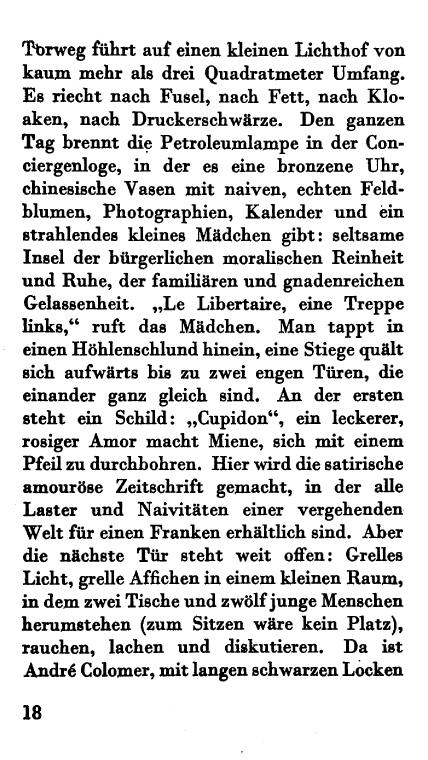 Torweg führt auf einen kleinen Lichthof von
kaum mehr als drei Quadratmeter Umfang.
Es riecht nach Fusel, nach Fett, nach Klo-
aken, nach Druckerschwärze. Den ganzen
Tag brennt die Petroleumlampe in der Con-
ciergenloge, in der es eine bronzene Uhr,
chinesische Vasen mit naiven, echten Feld-
blumen, Photographien, Kalender und ein
strahlendes kleines Mädchen gibt: seltsame
Insel der bürgerlichen moralischen Reinheit
und Ruhe, der familiären und gnadenreichen
Gelassenheit. „Le Libertaire, eine Treppe
links,“ ruft das Mädchen. Man tappt in
einen Höhlenschlund hinein, eine Stiege quält
sich aufwärts bis zu zwei engen Türen, die
einander ganz gleich sind. An der ersten
steht ein Schild: „Cupidon“, ein leckerer,
rosiger Amor macht Miene, sich mit einem
Pfeil zu durchbohren. Hier wird die satirische
amouröse Zeitschrift gemacht, in der alle
Laster und Naivitäten einer vergehenden
Welt für einen Franken erhältlich sind. Aber
die nächste Tür steht weit offen: Grelles
Licht, grelle Affichen in einem kleinen Raum,
in dem zwei Tische und zwölf junge Menschen
herumstehen (zum Sitzen wäre kein Platz),
rauchen, lachen und diskutieren. Da ist
André Colomer, mit langen schwarzen Locken
18